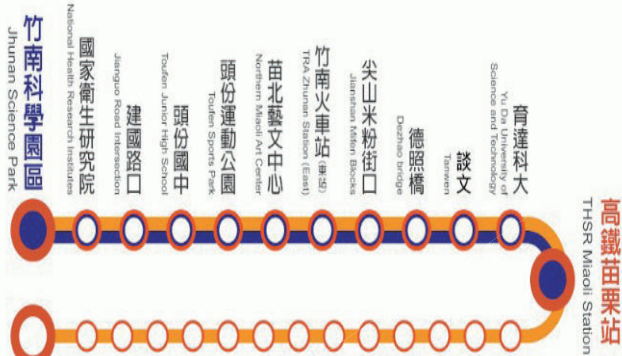 竹南科學園區
Jhunan Science Park
國家衛生研究院
National Health Research Institutes
建國路口
Jianguo Road Intersection
頭份國中
Toufen Junior High School
頭份運動公園
Toufen Sports Park
苗北藝文中心
Northern Miaoli Art Center
竹南火車站(東站)
TRA Zhunan Station (East)
尖山米粉街口
Jianshan Mifen Blocks
德照橋
Dezhao bridge
談文
Tanwen
育達科大
Yu Da University of
Science and Technology
高鐵苗栗站
THSR Miaoli Station